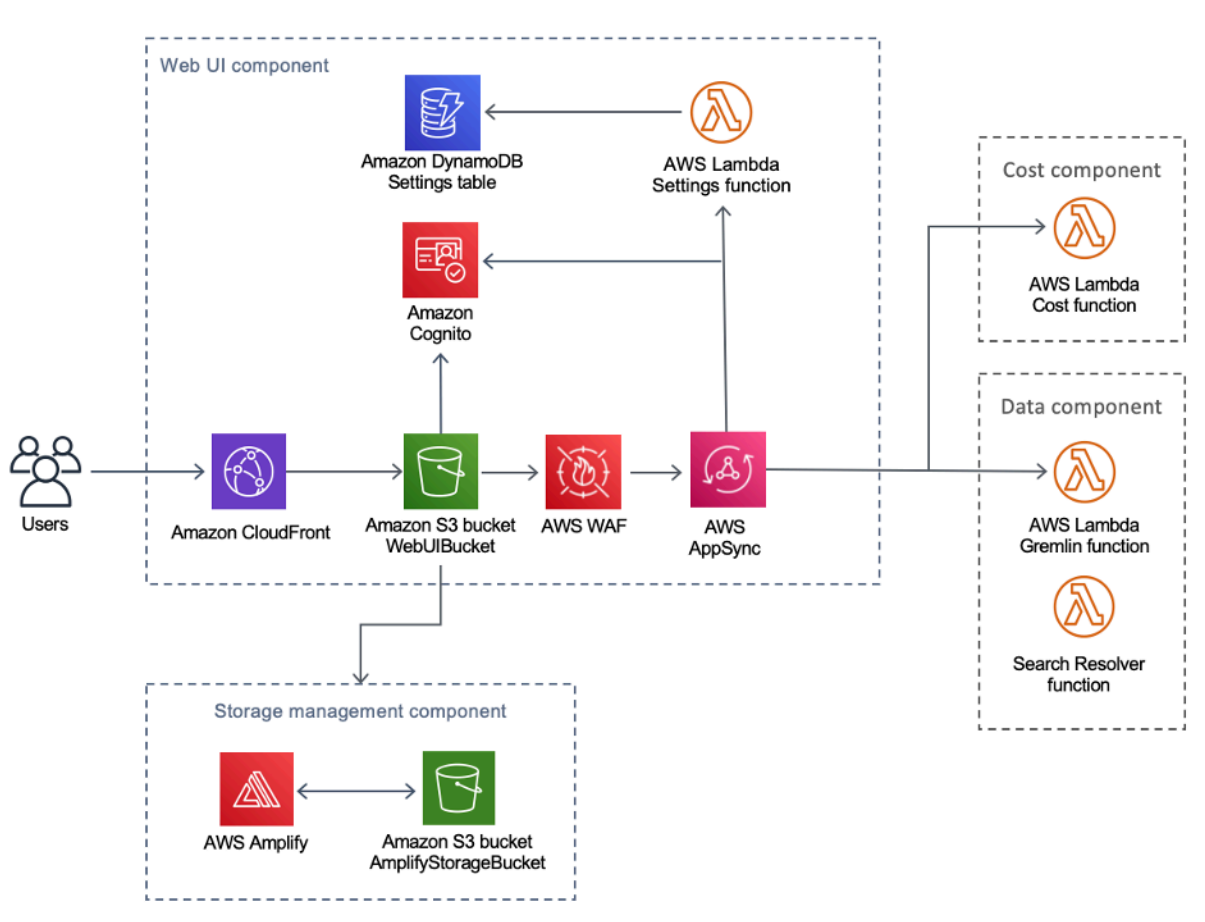 Web UI component
Amazon DynamoDB
Settings table
AWS Lambda
Settings function
Amazon
Cognito
Users
Amazon CloudFront
Amazon S3 bucket
WebUIBucket
AWS WAF
AWS
AppSync
Cost component
AWS Lambda
Cost function
Data component
AWS Lambda
Gremlin function
Search Resolver
function
Storage management component
AWS Amplify
Amazon S3 bucket
AmplifyStorageBucket